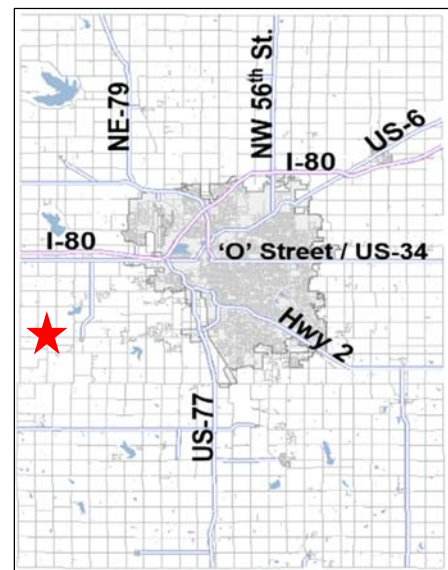 NE-79
NW 56th St.
US-6
I-80
I-80
‘O’ Street / US-34
Hwy 2
US-77